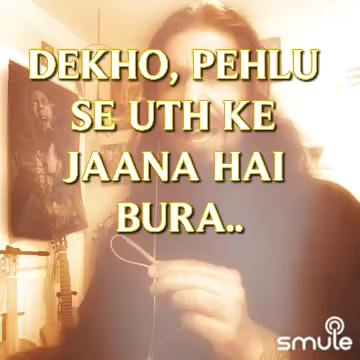 DEKHO, PEHLU
SE UTH KE
JAANA HAI
BURA..
smule